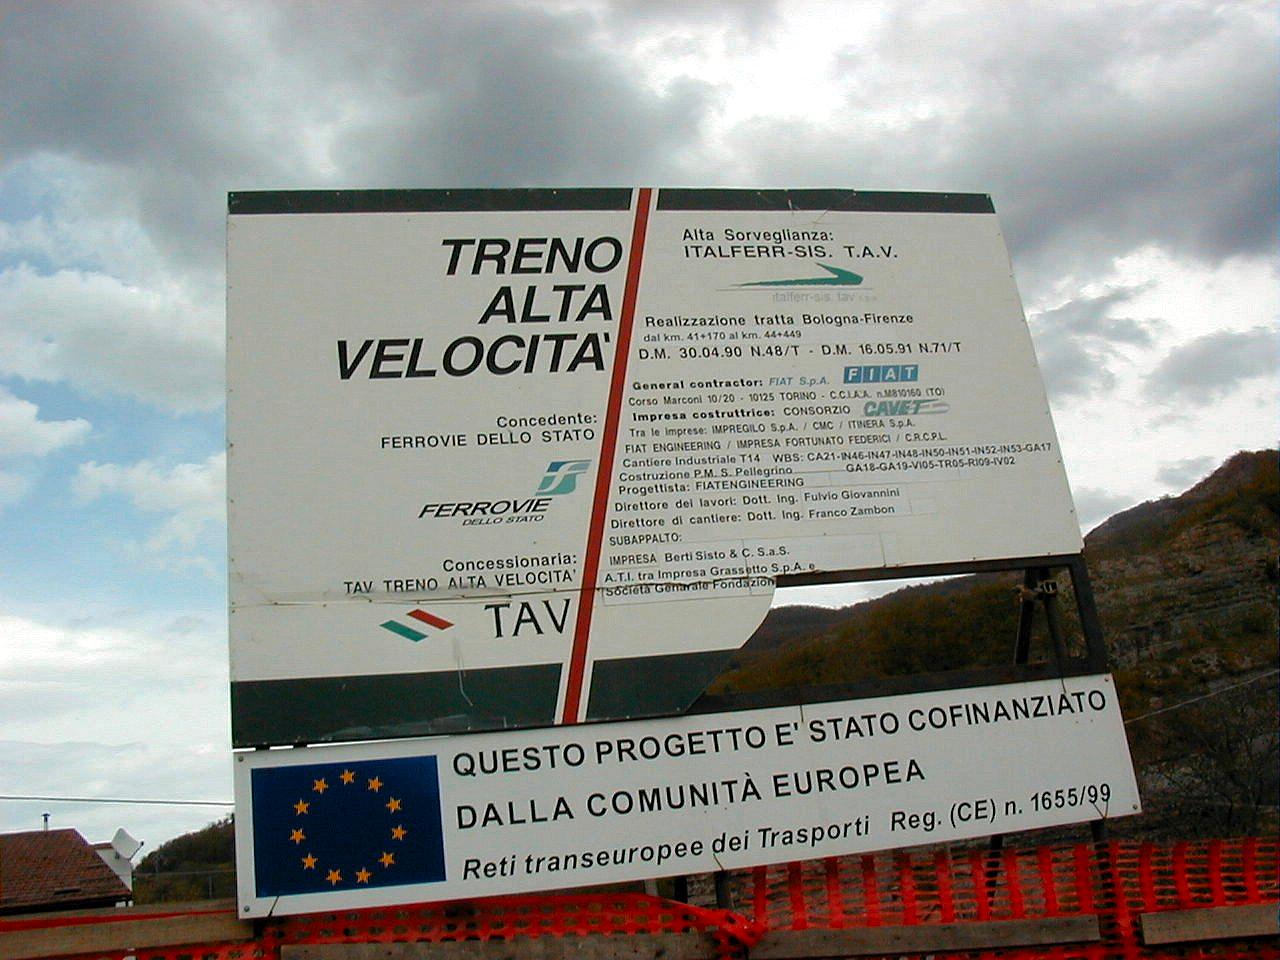 TRENO
ALTA
VELOCITA'
Concedente:
FERROVIE DELLO STATO
FERROVIE
DELLO STATO
Concessionaria:
TAV TRENO ALTA VELOCITA'
TAV
Alta Sorveglianza:
ITALFERR-SIS. T.A.V.
italferr-sis. tav s.p.a.
Realizzazione tratta Bologna-Firenze
dal km. 41+170 al km. 44+449
D.M. 30.04.90 N.48/T - D.M. 16.05.91 N.71/T
General contractor: FIAT S.p.A. FIAT
Corso Marconi 10/20 - 10125 TORINO - C.C.I.A.A. n.M810160 (TO)
Impresa costruttrice: CONSORZIO CAVET
Tra le imprese: IMPREGILO S.p.A. / CMC / ITINERA S.p.A.
FIAT ENGINEERING / IMPRESA FORTUNATO FEDERICI / C.R.C.P.L.
Cantiere Industriale T14 WBS: CA21-IN46-IN47-IN48-IN50-IN51-IN52-IN53-GA17
Costruzione P.M. S. Pellegrino GA18-GA19-VI05-TR05-RI09-IV02
Progettista: FIATENGINEERING
Direttore dei lavori: Dott. Ing. Fulvio Giovannini
Direttore di cantiere: Dott. Ing. Franco Zambon
SUBAPPALTO:
IMPRESA Berti Sisto & C. S.a.S.
A.T.I. tra Impresa Grassetto S.p.A. e
Società Generale Fondazion
QUESTO PROGETTO E' STATO COFINANZIATO
DALLA COMUNITÀ EUROPEA
Reti transeuropee dei Trasporti Reg. (CE) n. 1655/99